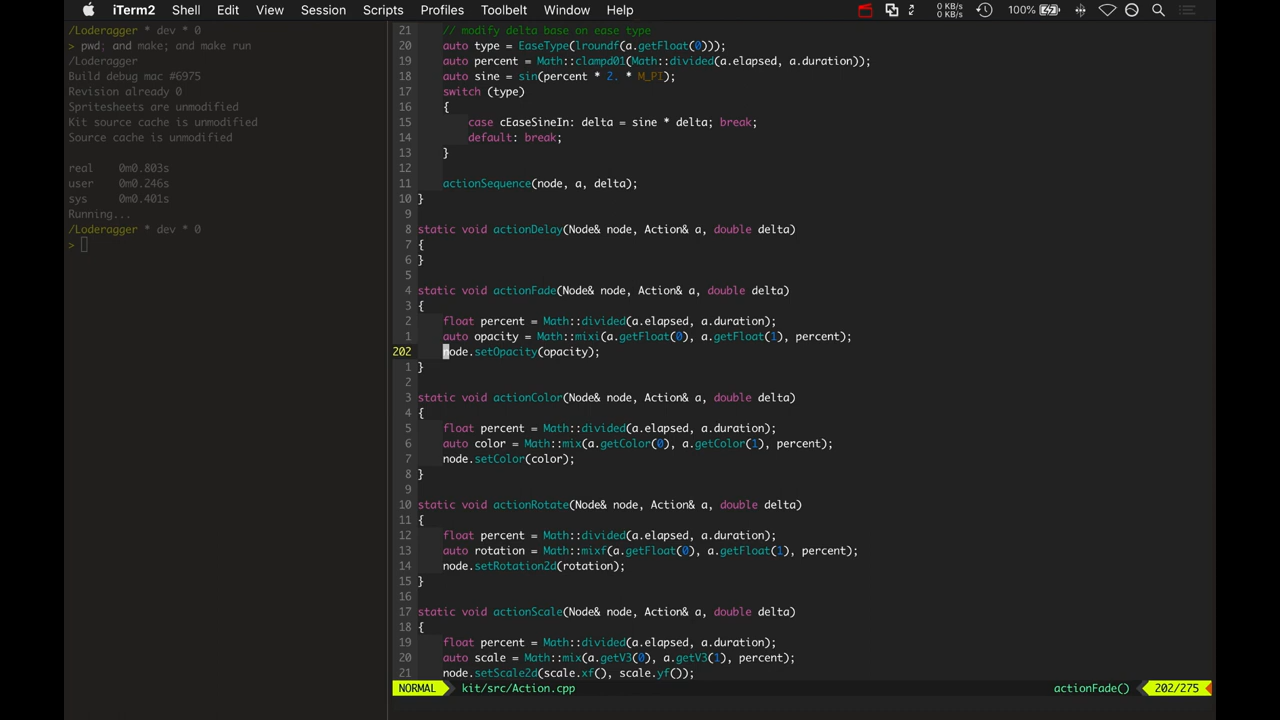 iTerm2 Shell Edit View Session Scripts Profiles Toolbelt Window Help 0 KB/s 0 KB/s 100%
/Loderagger * dev * 0
> pwd; and make; and make run
/Loderagger
Build debug mac #6975
Revision already 0
Spritesheets are unmodified
Kit source cache is unmodified
Source cache is unmodified
real 0m0.803s
user 0m0.246s
sys 0m0.401s
Running...
/Loderagger * dev * 0
>
21 // modify delta base on ease type
20 auto type = EaseType(lroundf(a.getFloat(0)));
19 auto percent = Math::clampd01(Math::divided(a.elapsed, a.duration));
18 auto sine = sin(percent * 2. * M_PI);
17 switch (type)
16 {
15 case cEaseSineIn: delta = sine * delta; break;
14 default: break;
13 }
12
11 actionSequence(node, a, delta);
10 }
9
8 static void actionDelay(Node& node, Action& a, double delta)
7 {
6 }
5
4 static void actionFade(Node& node, Action& a, double delta)
3 {
2 float percent = Math::divided(a.elapsed, a.duration);
1 auto opacity = Math::mixi(a.getFloat(0), a.getFloat(1), percent);
202 node.setOpacity(opacity);
1 }
2
3 static void actionColor(Node& node, Action& a, double delta)
4 {
5 float percent = Math::divided(a.elapsed, a.duration);
6 auto color = Math::mix(a.getColor(0), a.getColor(1), percent);
7 node.setColor(color);
8 }
9
10 static void actionRotate(Node& node, Action& a, double delta)
11 {
12 float percent = Math::divided(a.elapsed, a.duration);
13 auto rotation = Math::mixf(a.getFloat(0), a.getFloat(1), percent);
14 node.setRotation2d(rotation);
15 }
16
17 static void actionScale(Node& node, Action& a, double delta)
18 {
19 float percent = Math::divided(a.elapsed, a.duration);
20 auto scale = Math::mix(a.getV3(0), a.getV3(1), percent);
21 node.setScale2d(scale.xf(), scale.yf());
NORMAL kit/src/Action.cpp actionFade() 202/275